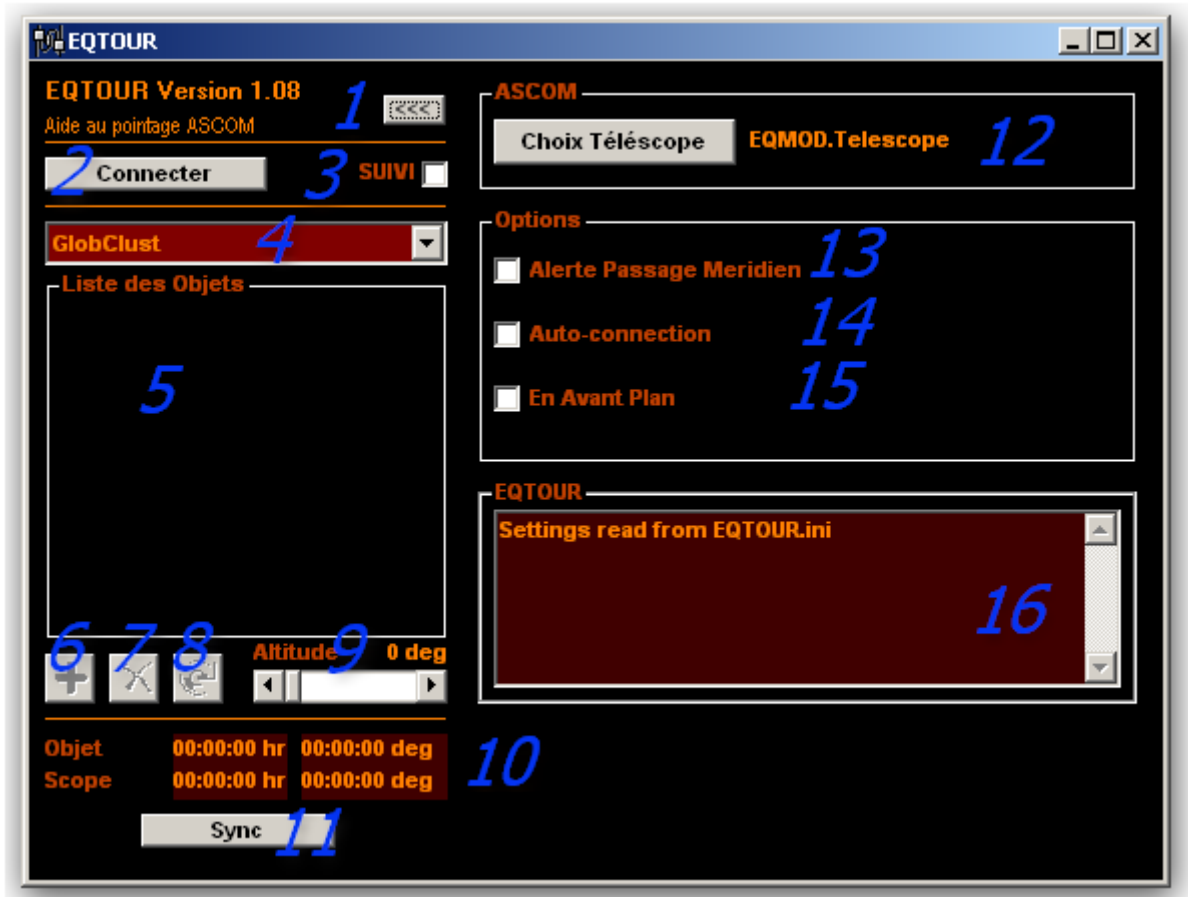 EQTOUR
EQTOUR Version 1.08
Aide au pointage ASCOM
1
<<<
2
Connecter
3
SUIVI
4
GlobClust
Liste des Objets
5
6
7
8
Altitude
9
0 deg
Objet 00:00:00 hr 00:00:00 deg
Scope 00:00:00 hr 00:00:00 deg
10
Sync
11
ASCOM
Choix Téléscope
EQMOD.Telescope
12
Options
Alerte Passage Meridien
13
Auto-connection
14
En Avant Plan
15
EQTOUR
Settings read from EQTOUR.ini
16